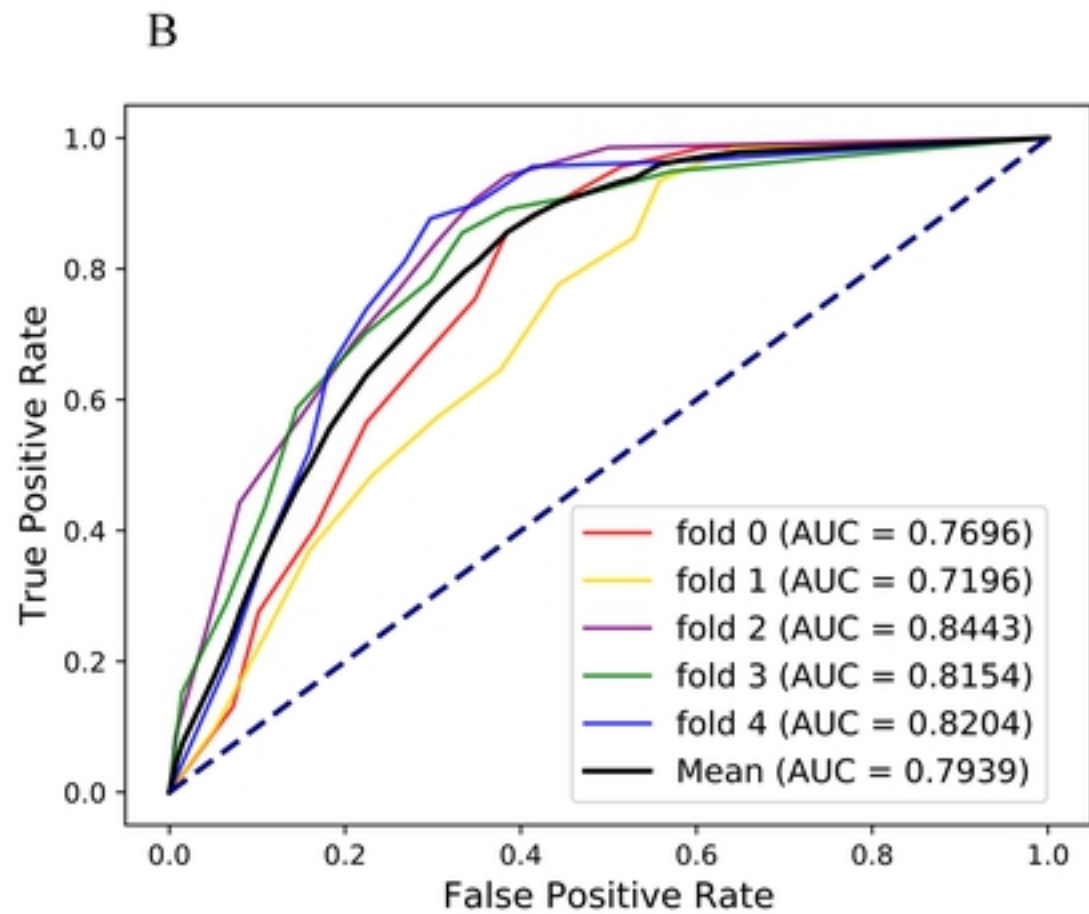 B
1.0
0.8
0.6
0.4
0.2
0.0
True Positive Rate
fold 0 (AUC = 0.7696)
fold 1 (AUC = 0.7196)
fold 2 (AUC = 0.8443)
fold 3 (AUC = 0.8154)
fold 4 (AUC = 0.8204)
Mean (AUC = 0.7939)
0.0 0.2 0.4 0.6 0.8 1.0
False Positive Rate